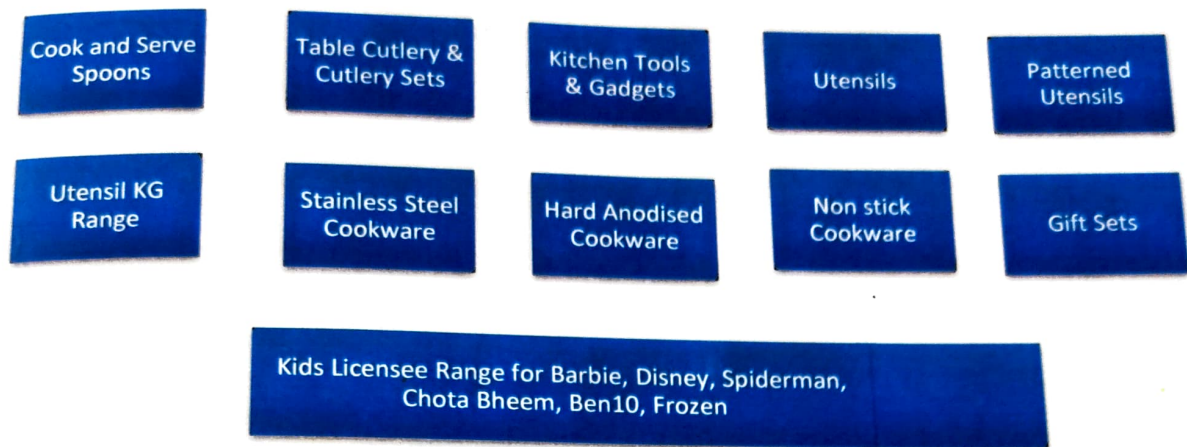 Cook and Serve
Spoons
Table Cutlery &
Cutlery Sets
Kitchen Tools
& Gadgets
Utensils
Patterned
Utensils
Utensil KG
Range
Stainless Steel
Cookware
Hard Anodised
Cookware
Non stick
Cookware
Gift Sets
Kids Licensee Range for Barbie, Disney, Spiderman,
Chota Bheem, Ben10, Frozen